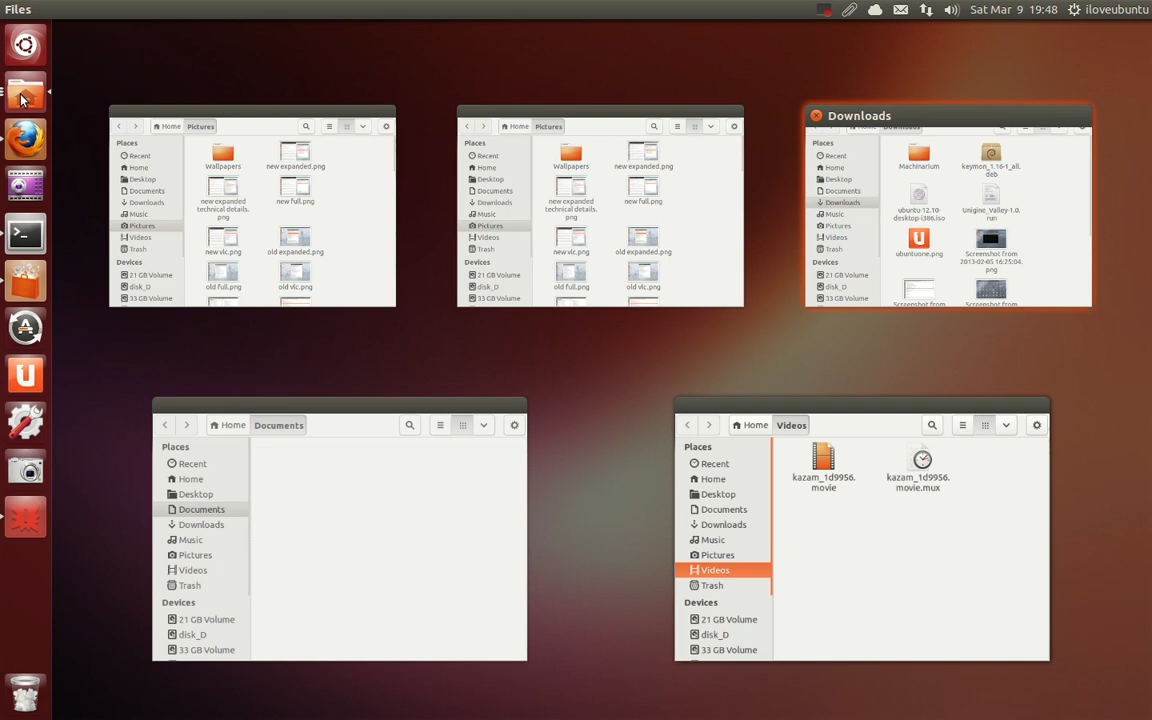 Files
Sat Mar 9 19:48
iloveubuntu
Home
Pictures
Places
Recent
Home
Desktop
Documents
Downloads
Music
Pictures
Videos
Trash
Devices
21 GB Volume
disk_D
33 GB Volume
Wallpapers
new expanded.png
new expanded
technical details.
png
new full.png
new vlc.png
old expanded.png
old full.png
old vlc.png
Home
Pictures
Places
Recent
Home
Desktop
Documents
Downloads
Music
Pictures
Videos
Trash
Devices
21 GB Volume
disk_D
33 GB Volume
Wallpapers
new expanded.png
new expanded
technical details.
png
new full.png
new vlc.png
old expanded.png
old full.png
old vlc.png
Downloads
Places
Recent
Home
Desktop
Documents
Downloads
Music
Pictures
Videos
Trash
Devices
21 GB Volume
disk_D
33 GB Volume
Machinarium
keymon_1.16-1_all.
deb
ubuntu-12.10-
desktop-i386.iso
Unigine_Valley-1.0.
run
ubuntuone.png
Screenshot from
2013-02-05 16:25:04.
png
Screenshot from
Screenshot from
Home
Documents
Places
Recent
Home
Desktop
Documents
Downloads
Music
Pictures
Videos
Trash
Devices
21 GB Volume
disk_D
33 GB Volume
Home
Videos
Places
Recent
Home
Desktop
Documents
Downloads
Music
Pictures
Videos
Trash
Devices
21 GB Volume
disk_D
33 GB Volume
kazam_1d9956.
movie
kazam_1d9956.
movie.mux